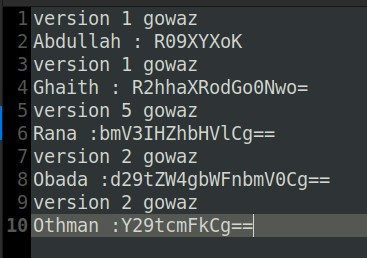 1 version 1 gowaz
2 Abdullah : R09XYXoK
3 version 1 gowaz
4 Ghaith : R2hhaXRodGo0Nwo=
5 version 5 gowaz
6 Rana :bmV3IHZhbHVlCg==
7 version 2 gowaz
8 Obada :d29tZW4gbWFnbmV0Cg==
9 version 2 gowaz
10 Othman :Y29tcmFkCg==